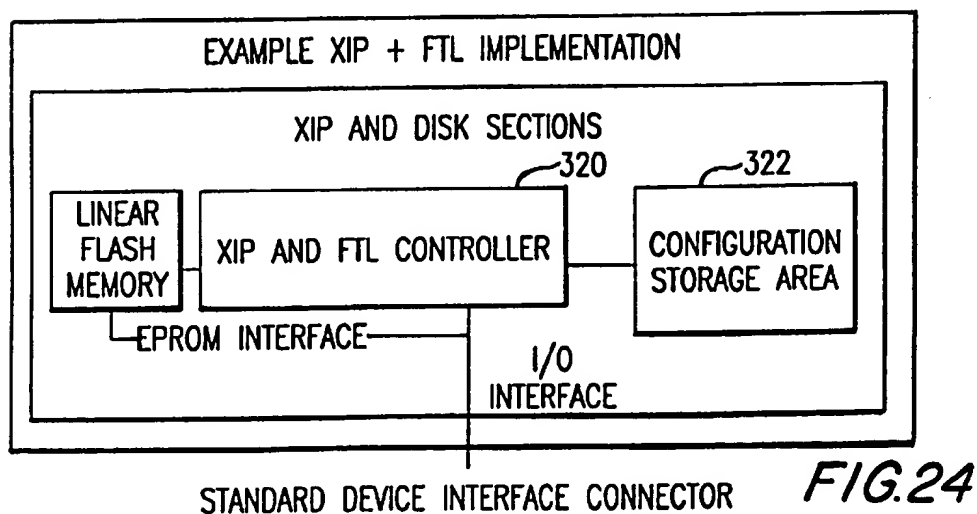 EXAMPLE XIP + FTL IMPLEMENTATION
XIP AND DISK SECTIONS
320
322
LINEAR
FLASH
MEMORY
XIP AND FTL CONTROLLER
CONFIGURATION
STORAGE AREA
EPROM INTERFACE
I/O
INTERFACE
STANDARD DEVICE INTERFACE CONNECTOR
FIG.24